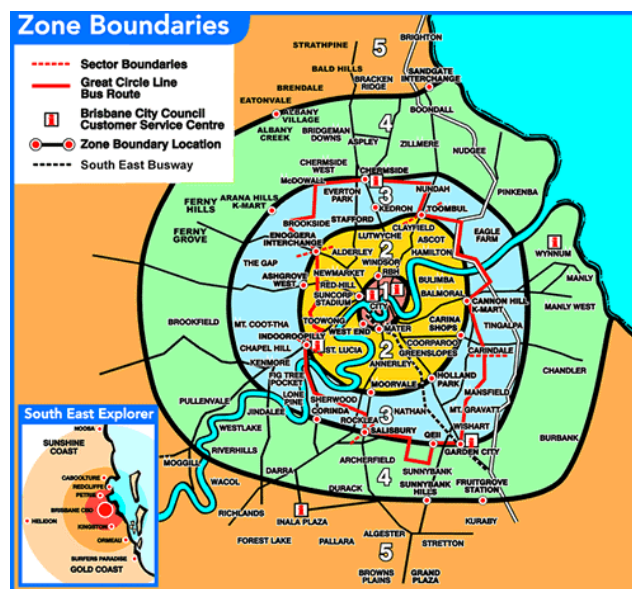 Zone Boundaries
Sector Boundaries
Great Circle Line
Bus Route
Brisbane City Council
Customer Service Centre
Zone Boundary Location
South East Busway
5
STRATHPINE
BRIGHTON
BALD HILLS
BRACKEN
RIDGE
SANDGATE
INTERCHANGE
BRENDALE
EATONVALE
ALBANY
VILLAGE
ALBANY
CREEK
BRIDGEMAN
DOWNS
4
ASPLEY
BOONDALL
ZILLMERE
NUDGEE
CHERMSIDE
WEST
CHERMSIDE
McDOWALL
3
NUNDAH
PINKENBA
EVERTON
PARK
KEDRON
TOOMBUL
FERNY
HILLS
ARANA HILLS
K-MART
STAFFORD
BROOKSIDE
LUTWYCHE
CLAYFIELD
EAGLE
FARM
FERNY
GROVE
ENOGGERA
INTERCHANGE
ALDERLEY
2
ASCOT
WINDSOR
HAMILTON
WYNNUM
THE GAP
NEWMARKET
RBH
ASHGROVE
WEST
RED HILL
SUNCORP
STADIUM
1
CITY
BULIMBA
BALMORAL
MANLY
CANNON HILL
K-MART
MANLY WEST
BROOKFIELD
MT. COOT-THA
TOOWONG
WEST END
MATER
CARINA
SHOPS
TINGALPA
INDOOROOPILLY
CHAPEL HILL
ST. LUCIA
2
COORPAROO
GREENSLOPES
CARINDALE
ANNERLEY
KENMORE
FIG TREE
POCKET
HOLLAND
PARK
CHANDLER
MOORVALE
MANSFIELD
PULLENVALE
LONE
PINE
SHERWOOD
JINDALEE
CORINDA
ROCKLEA
3
NATHAN
MT. GRAVATT
WISHART
WESTLAKE
SALISBURY
QEII
GARDEN CITY
BURBANK
RIVERHILLS
MOGGILL
ARCHERFIELD
SUNNYBANK
DARRA
4
WACOL
DURACK
SUNNYBANK
HILLS
FRUITGROVE
STATION
RICHLANDS
INALA PLAZA
KURABY
FOREST LAKE
PALLARA
ALGESTER
STRETTON
5
BROWNS
PLAINS
GRAND
PLAZA
South East Explorer
NOOSA
SUNSHINE
COAST
CABOOLTURE
REDCLIFFE
PETRIE
BRISBANE CBD
HELIDON
KINGSTON
ORMEAU
SURFERS PARADISE
GOLD COAST